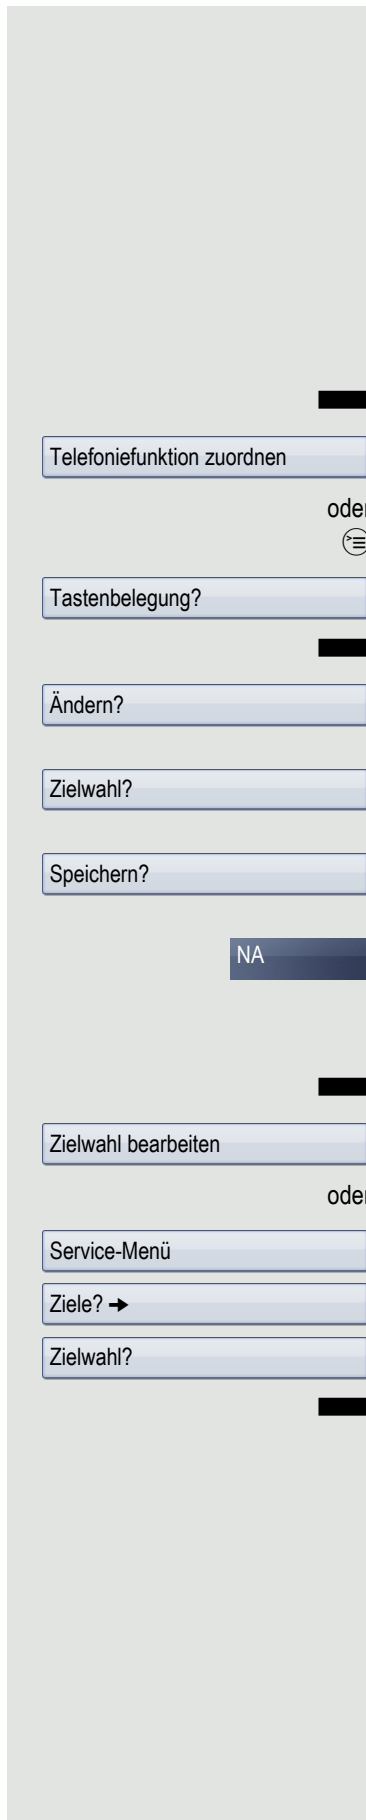 Telefoniefunktion zuordnen
oder
Tastenbelegung?
Ändern?
Zielwahl?
Speichern?
NA
Zielwahl bearbeiten
oder
Service-Menü
Ziele? →
Zielwahl?